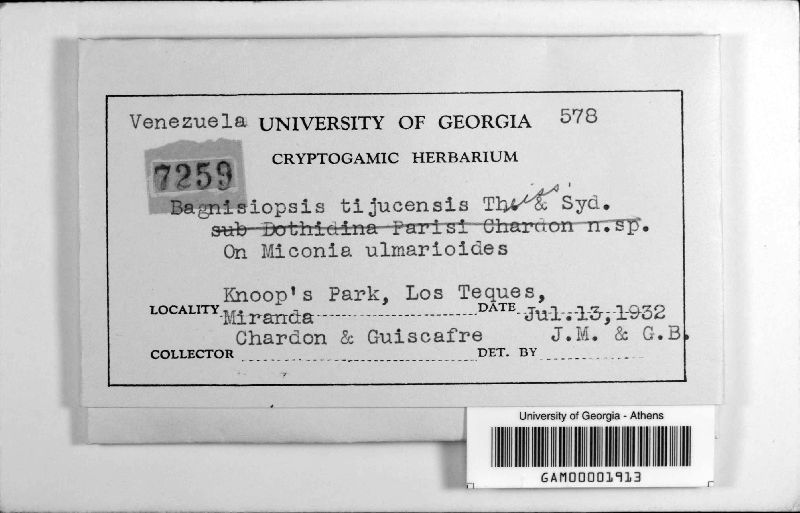 Venezuela UNIVERSITY OF GEORGIA 578
CRYPTOGAMIC HERBARIUM
7259
Bagnisiopsis tijucensis Theiss. & Syd.
sub Dothidina Parisi Chardon n.sp.
On Miconia ulmarioides
Knoop's Park, Los Teques,
LOCALITY Miranda DATE Jul.13,1932
Chardon & Guiscafre J.M. & G.B.
COLLECTOR DET. BY
University of Georgia - Athens
GAM00001913